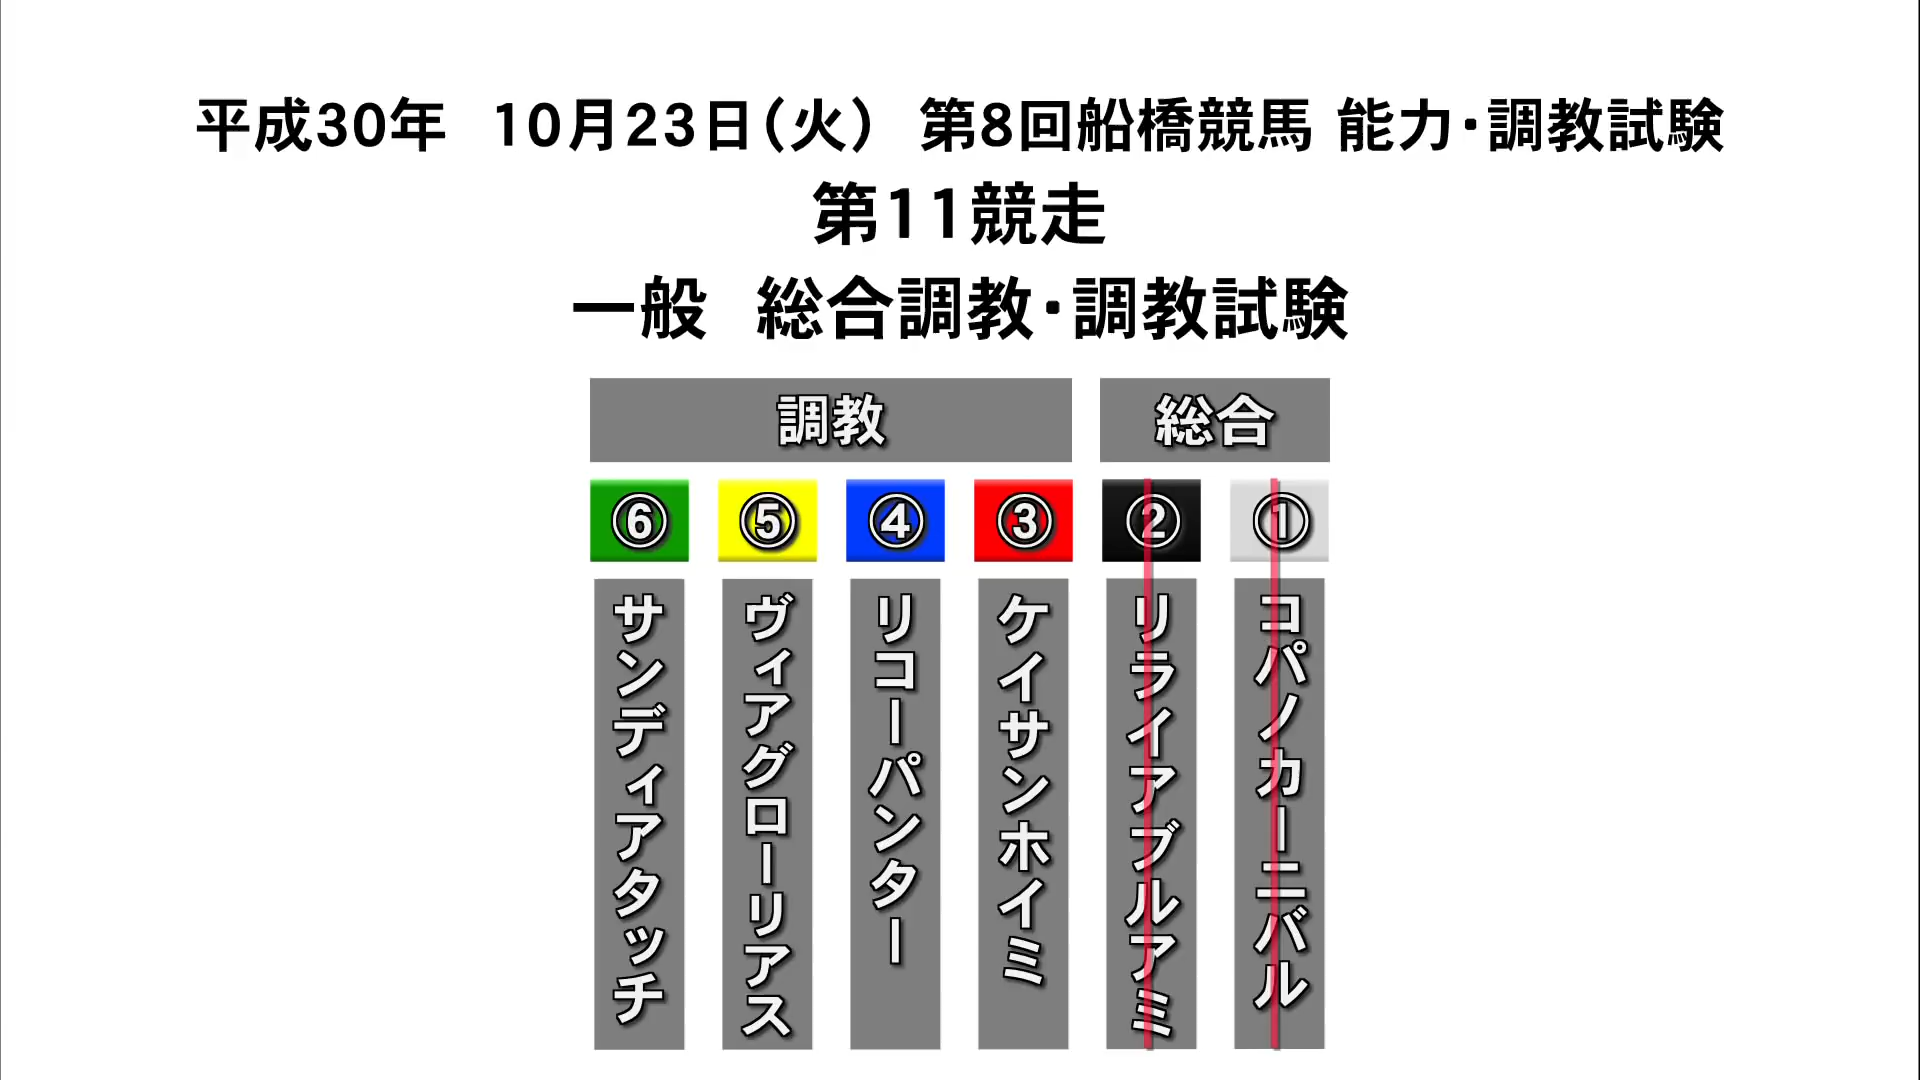 平成30年　10月23日(火)　第8回船橋競馬 能力・調教試験
第11競走
一般　総合調教・調教試験
総合
①
コパノカーニバル
②
リライアブルアミ
調教
③
ケイサンホイミ
④
リコーパンター
⑤
ヴィアグローリアス
⑥
サンディアタッチ